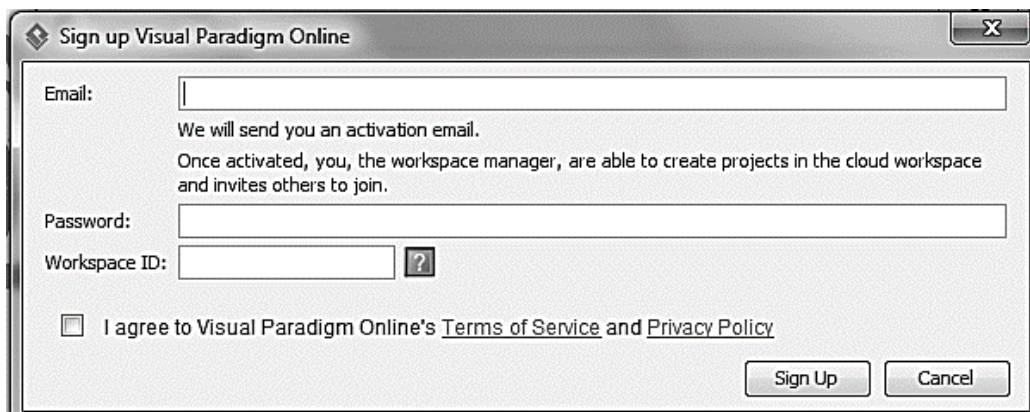 Sign up Visual Paradigm Online
X
Email:
We will send you an activation email.
Once activated, you, the workspace manager, are able to create projects in the cloud workspace
and invites others to join.
Password:
Workspace ID: ?
I agree to Visual Paradigm Online's Terms of Service and Privacy Policy
Sign Up Cancel